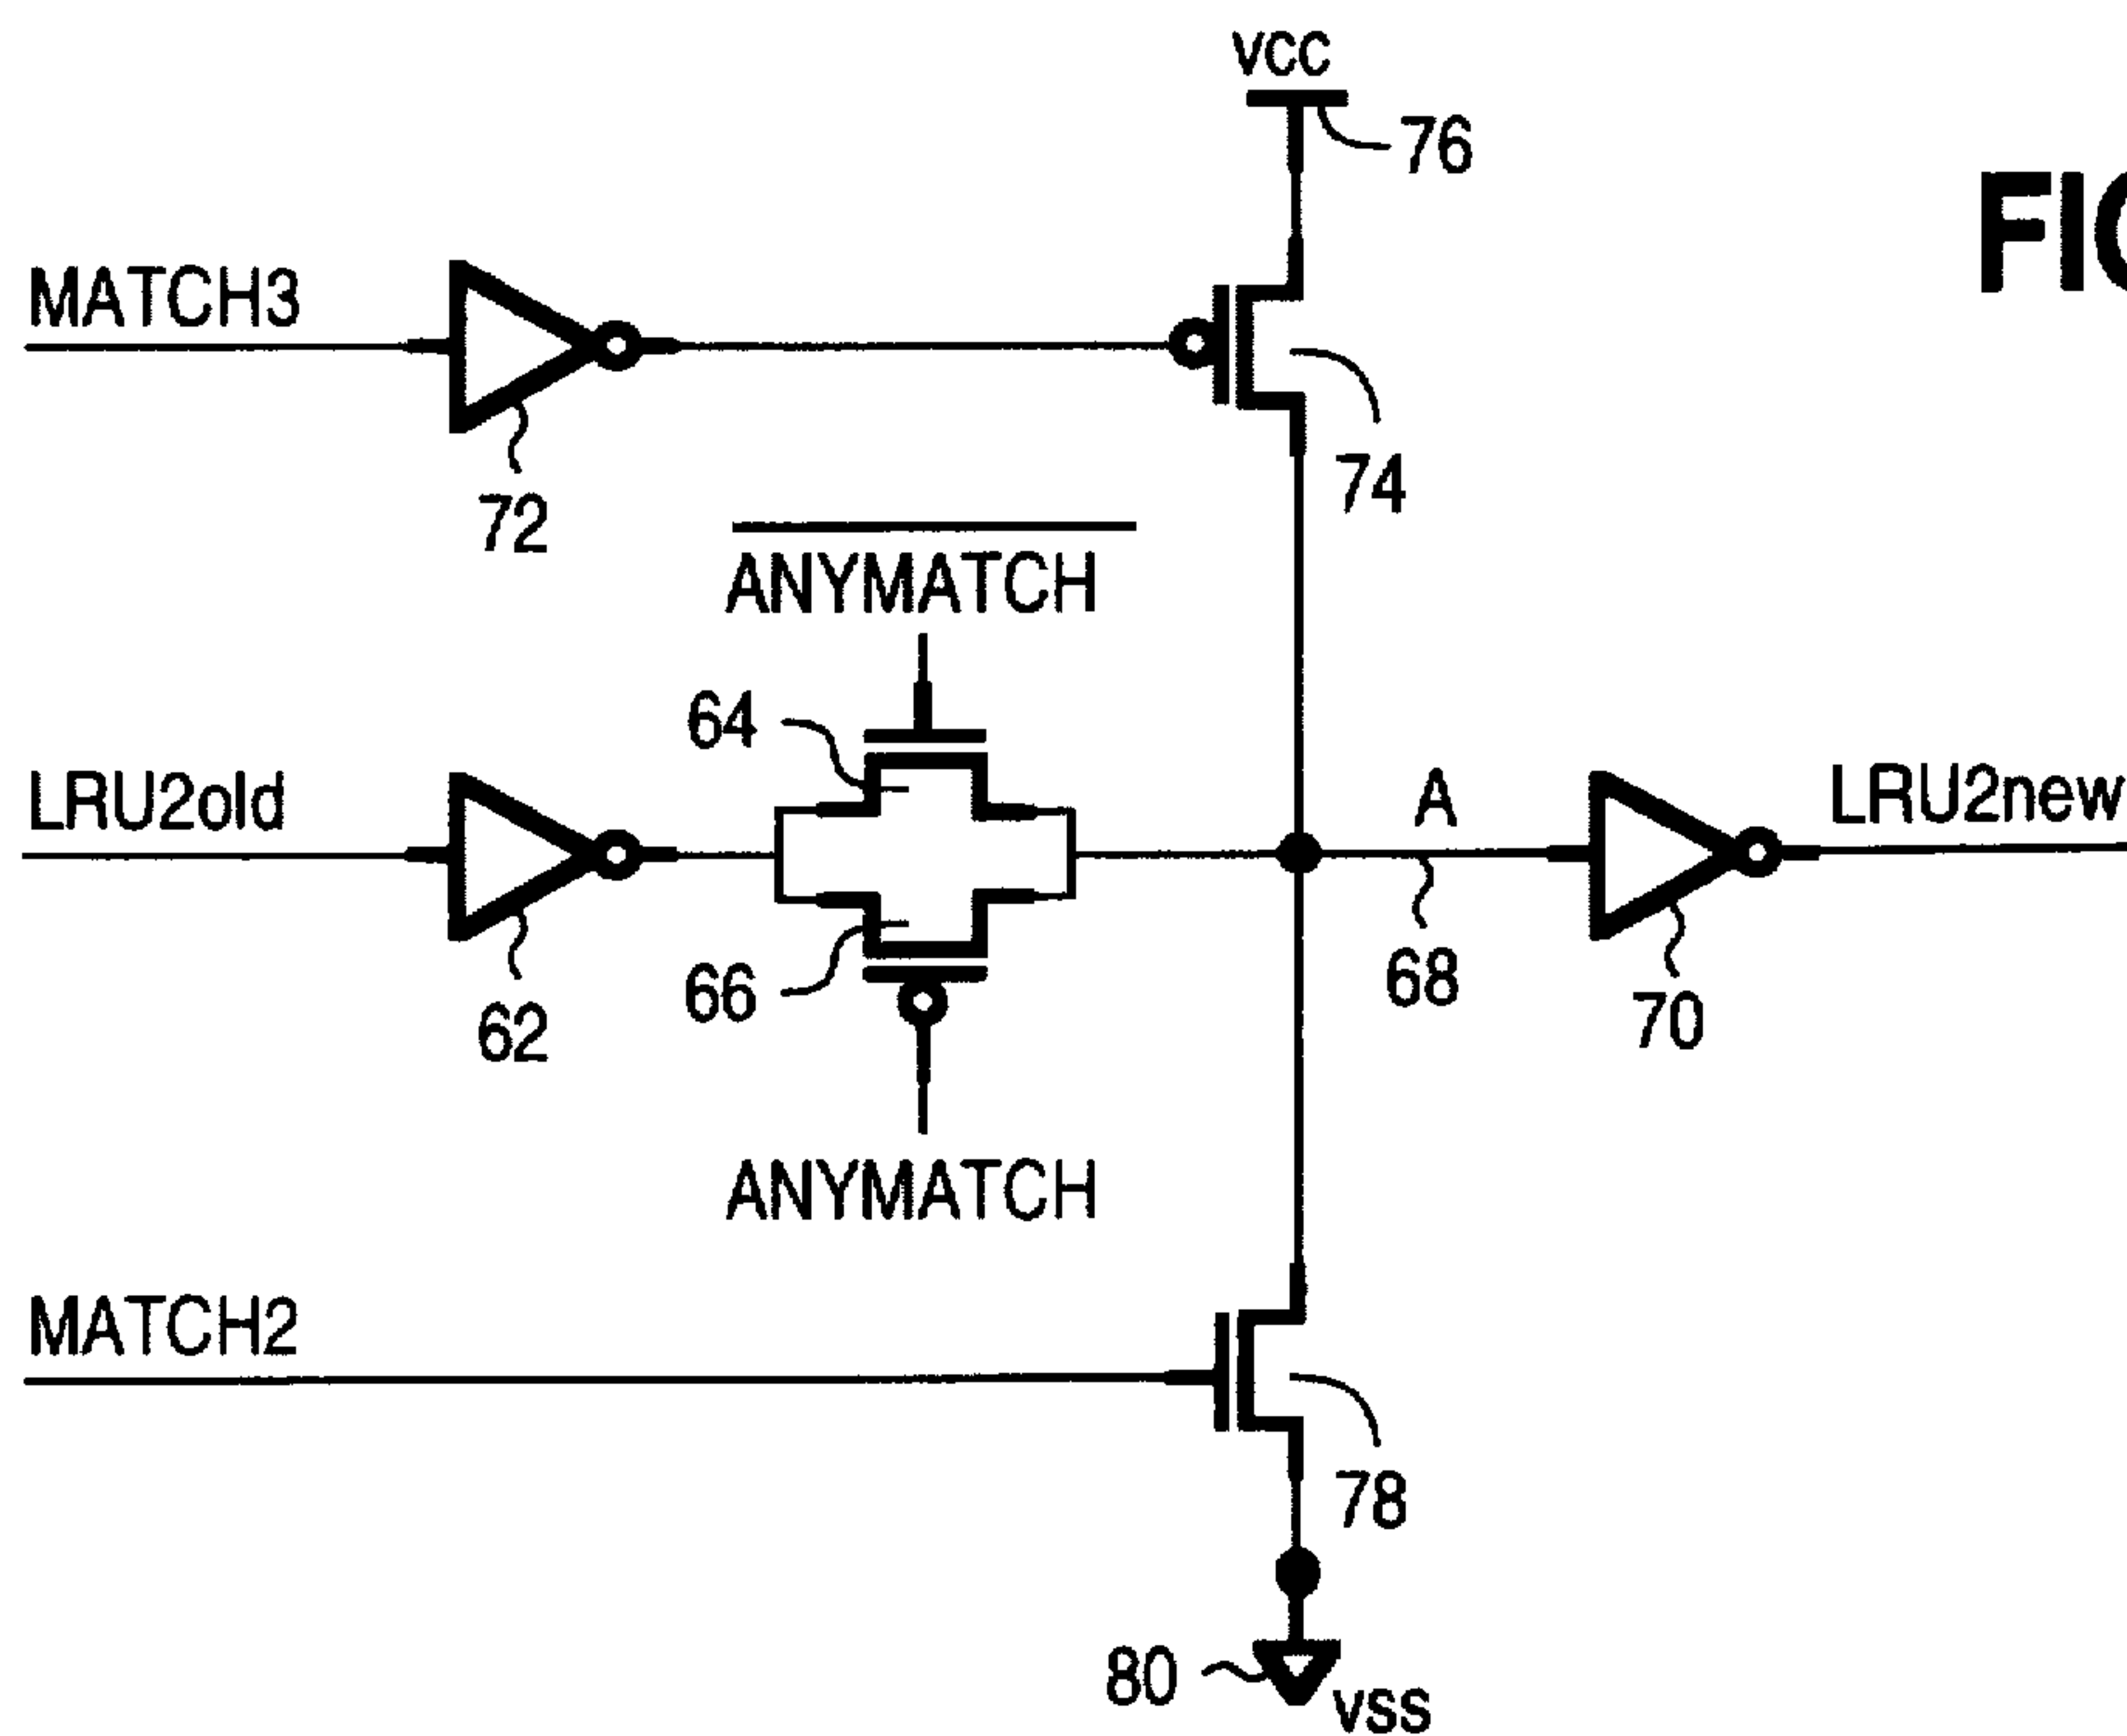 VCC
76
FIG
MATCH3
74
72
ANYMATCH
64
LRU2old
A
LRU2new
66
68
62
70
ANYMATCH
MATCH2
78
80
VSS